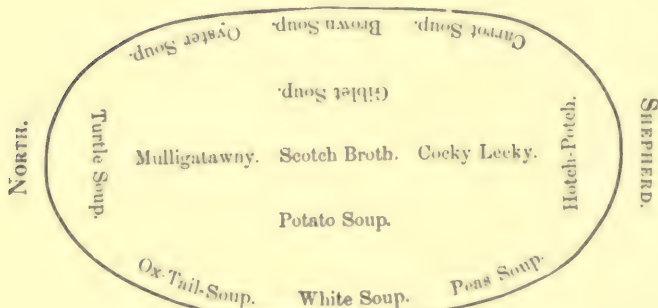 Oyster Soup. Brown Soup. Carrot Soup.
Giblet Soup.
NORTH.
Turtle Soup.
Mulligatawny. Scotch Broth. Cocky Leeky.
Hotch-Potch.
SHEPHERD.
Potato Soup.
Ox-Tail-Soup. White Soup. Peas Soup.